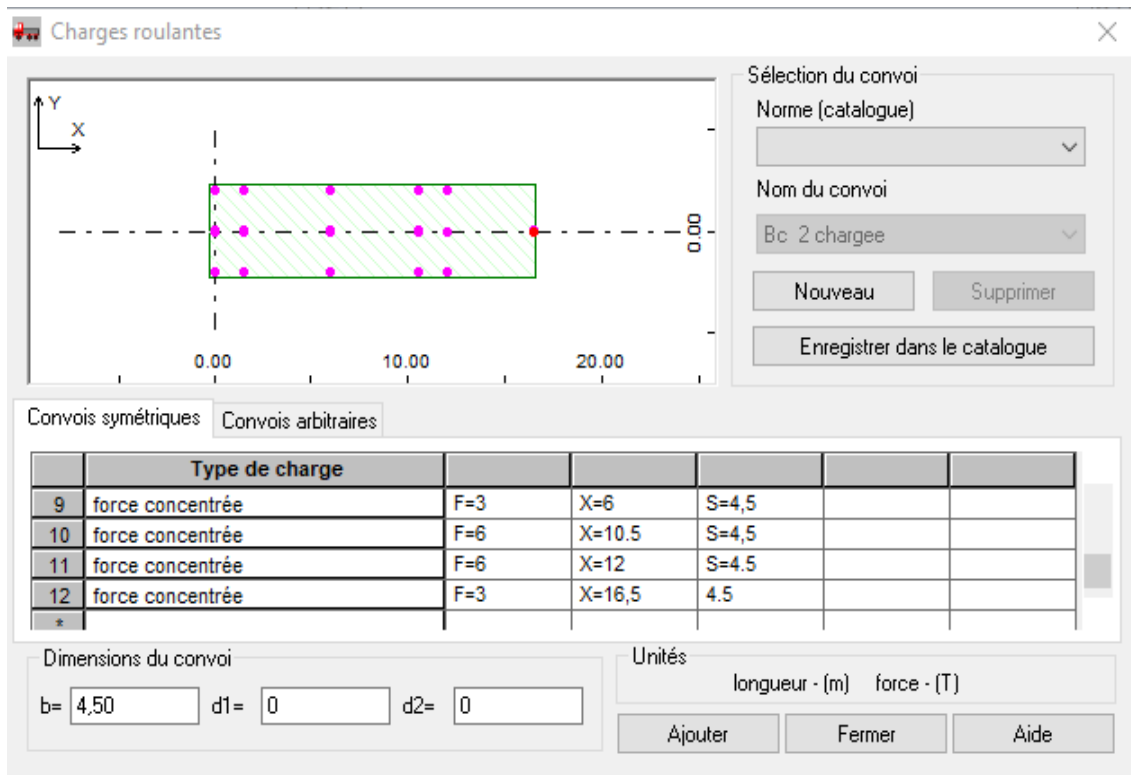 Charges roulantes
Y
X
0.00
0.00 10.00 20.00
Sélection du convoi
Norme (catalogue)
Nom du convoi
Bc 2 chargee
Nouveau Supprimer
Enregistrer dans le catalogue
Convois symétriques Convois arbitraires
Type de charge
9 force concentrée F=3 X=6 S=4,5
10 force concentrée F=6 X=10.5 S=4,5
11 force concentrée F=6 X=12 S=4.5
12 force concentrée F=3 X=16,5 4.5
*
Dimensions du convoi
b= 4,50 d1= 0 d2= 0
Unités
longueur - (m) force - (T)
Ajouter Fermer Aide